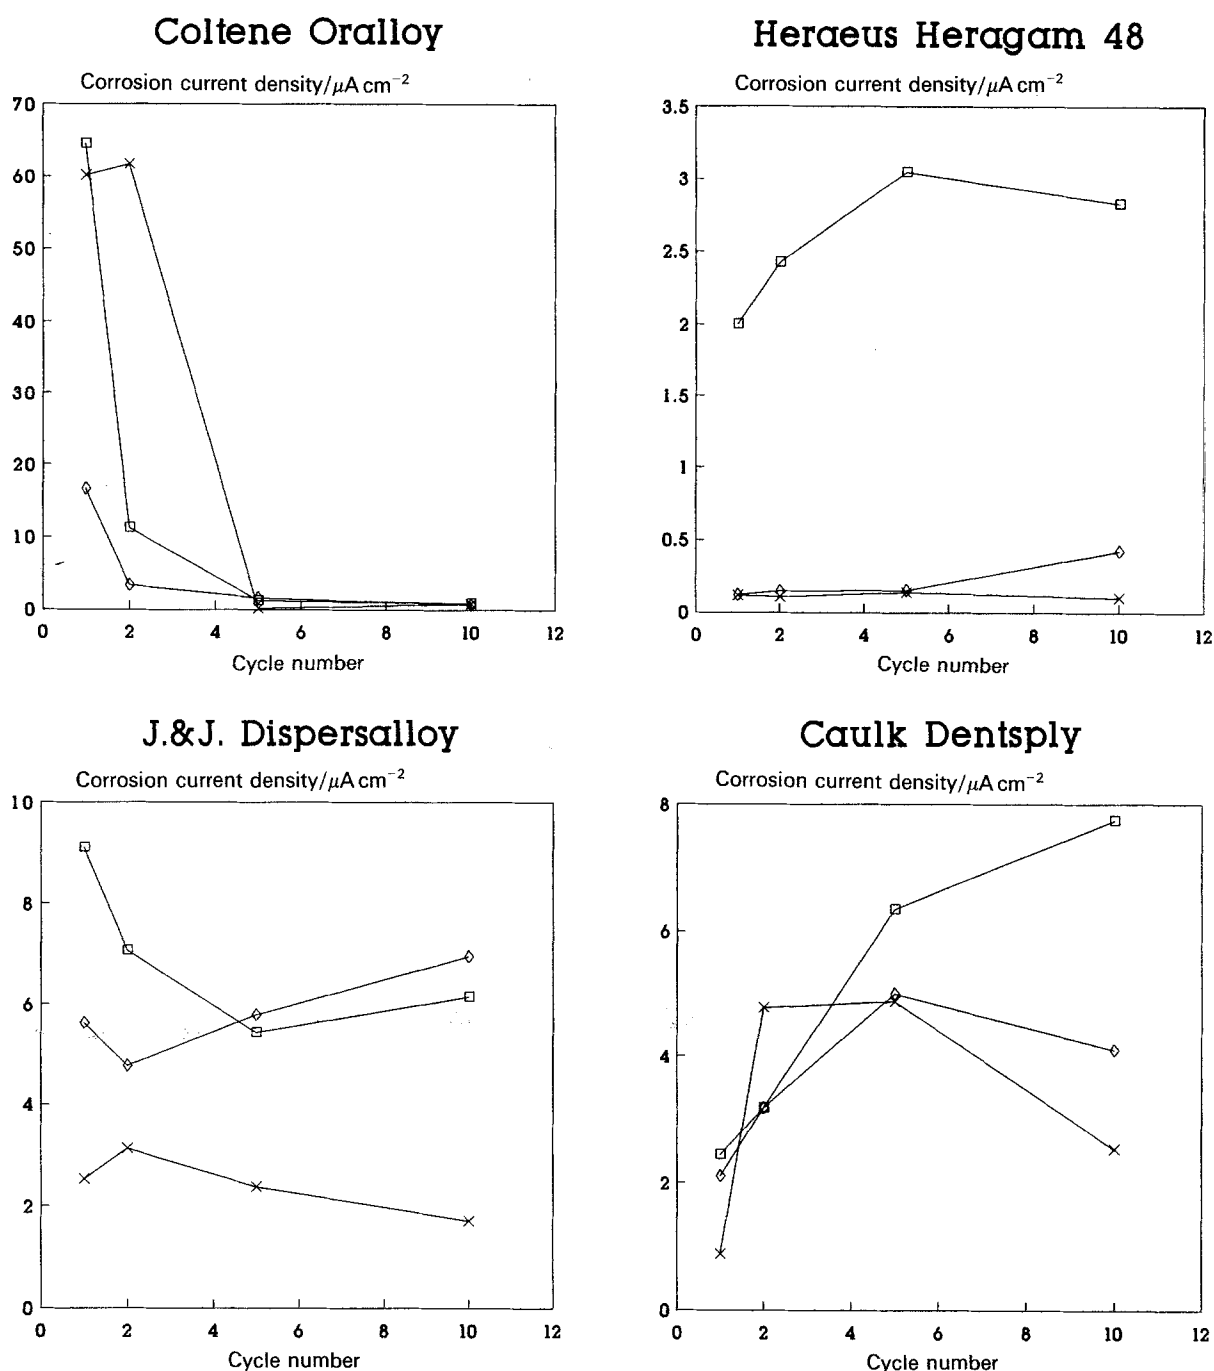 Coltene Oralloy
Corrosion current density/μA cm⁻²
70
60
50
40
30
20
10
0
0 2 4 6 8 10 12
Cycle number
Heraeus Heragam 48
Corrosion current density/μA cm⁻²
3.5
3
2.5
2
1.5
1
0.5
0
0 2 4 6 8 10 12
Cycle number
J.&J. Dispersalloy
Corrosion current density/μA cm⁻²
10
8
6
4
2
0
0 2 4 6 8 10 12
Cycle number
Caulk Dentsply
Corrosion current density/μA cm⁻²
8
6
4
2
0
0 2 4 6 8 10 12
Cycle number